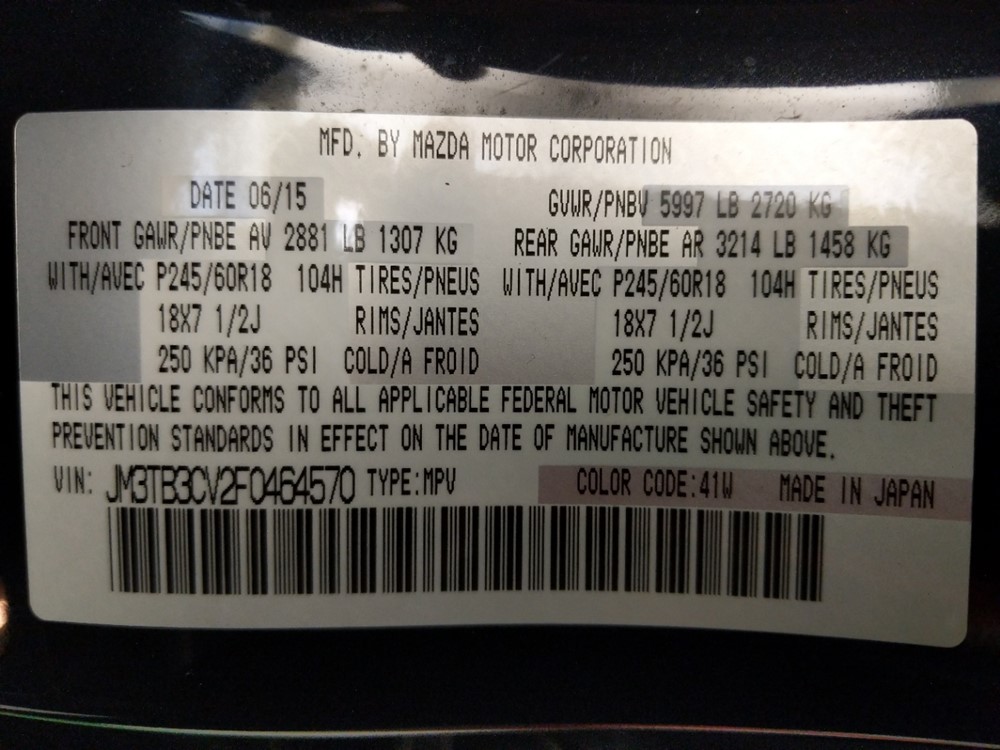 MFD. BY MAZDA MOTOR CORPORATION
DATE 06/15 GVWR/PNBV 5997 LB 2720 KG
FRONT GAWR/PNBE AV 2881 LB 1307 KG REAR GAWR/PNBE AR 3214 LB 1458 KG
WITH/AVEC P245/60R18 104H TIRES/PNEUS WITH/AVEC P245/60R18 104H TIRES/PNEUS
18X7 1/2J RIMS/JANTES 18X7 1/2J RIMS/JANTES
250 KPA/36 PSI COLD/A FROID 250 KPA/36 PSI COLD/A FROID
THIS VEHICLE CONFORMS TO ALL APPLICABLE FEDERAL MOTOR VEHICLE SAFETY AND THEFT
PREVENTION STANDARDS IN EFFECT ON THE DATE OF MANUFACTURE SHOWN ABOVE.
VIN: JM3TB3CV2F0464570 TYPE:MPV COLOR CODE:41W MADE IN JAPAN